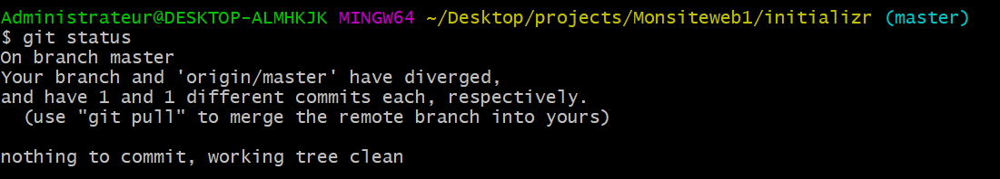 Administrateur@DESKTOP-ALMHKJK MINGW64 ~/Desktop/projects/Monsiteweb1/initializr (master)
$ git status
On branch master
Your branch and 'origin/master' have diverged,
and have 1 and 1 different commits each, respectively.
  (use "git pull" to merge the remote branch into yours)

nothing to commit, working tree clean